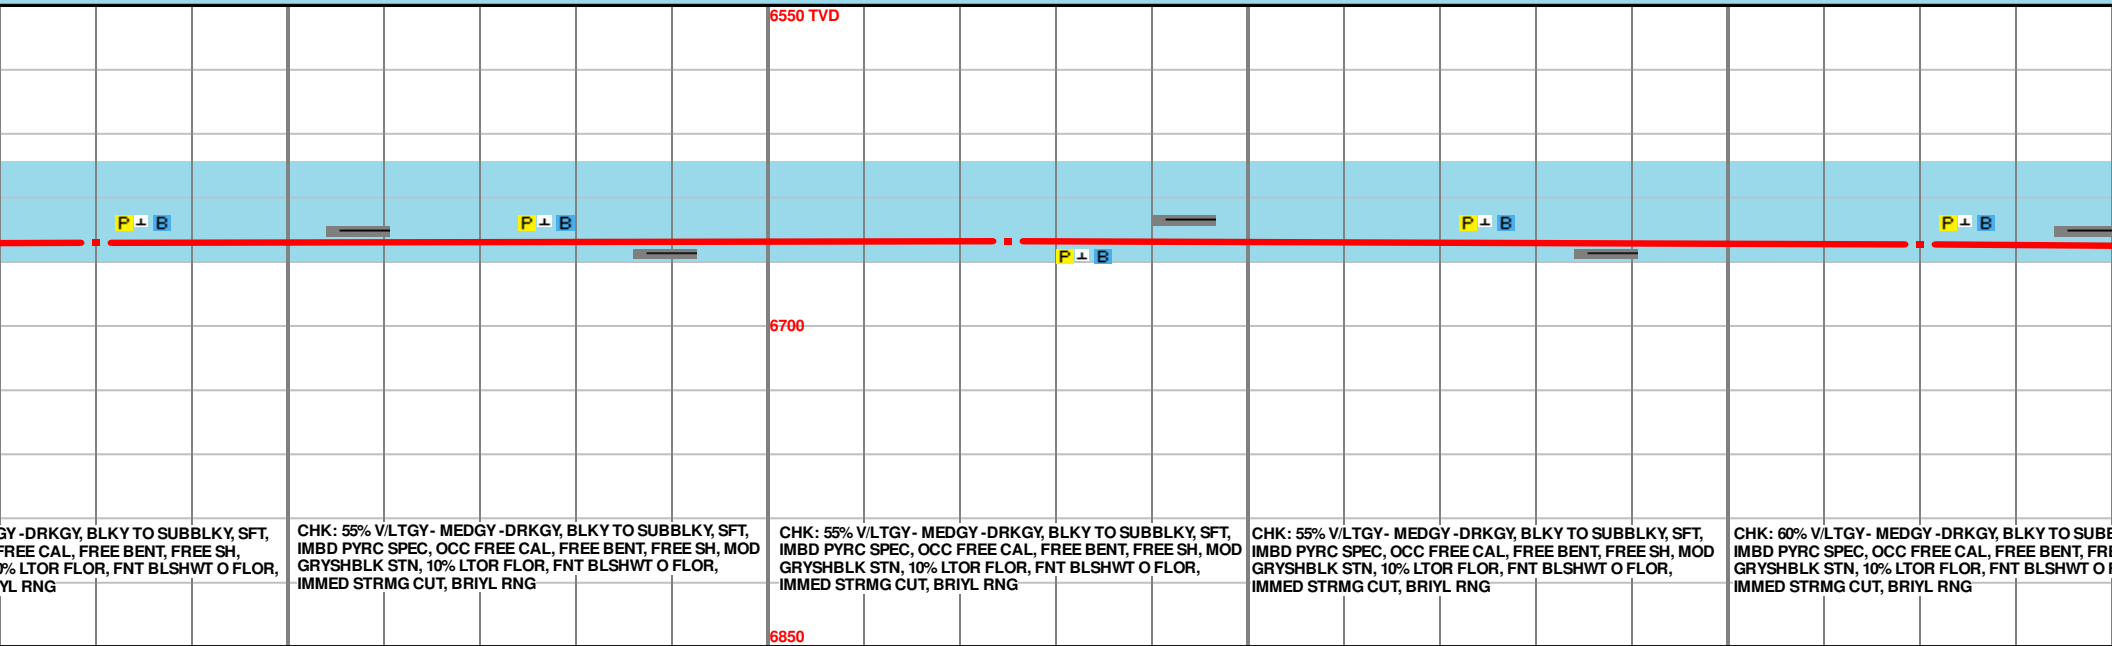 6550 TVD
P ⊥ B
P ⊥ B
P ⊥ B
P ⊥ B
P ⊥ B
6700
GY -DRKGY, BLKY TO SUBBLKY, SFT,
FREE CAL, FREE BENT, FREE SH,
0% LTOR FLOR, FNT BLSHWT O FLOR,
YL RNG
CHK: 55% V/LTGY- MEDGY -DRKGY, BLKY TO SUBBLKY, SFT,
IMBD PYRC SPEC, OCC FREE CAL, FREE BENT, FREE SH, MOD
GRYSHBLK STN, 10% LTOR FLOR, FNT BLSHWT O FLOR,
IMMED STRMG CUT, BRIYL RNG
CHK: 55% V/LTGY- MEDGY -DRKGY, BLKY TO SUBBLKY, SFT,
IMBD PYRC SPEC, OCC FREE CAL, FREE BENT, FREE SH, MOD
GRYSHBLK STN, 10% LTOR FLOR, FNT BLSHWT O FLOR,
IMMED STRMG CUT, BRIYL RNG
CHK: 55% V/LTGY- MEDGY -DRKGY, BLKY TO SUBBLKY, SFT,
IMBD PYRC SPEC, OCC FREE CAL, FREE BENT, FREE SH, MOD
GRYSHBLK STN, 10% LTOR FLOR, FNT BLSHWT O FLOR,
IMMED STRMG CUT, BRIYL RNG
CHK: 60% V/LTGY- MEDGY -DRKGY, BLKY TO SUBB
IMBD PYRC SPEC, OCC FREE CAL, FREE BENT, FRE
GRYSHBLK STN, 10% LTOR FLOR, FNT BLSHWT O F
IMMED STRMG CUT, BRIYL RNG
6850